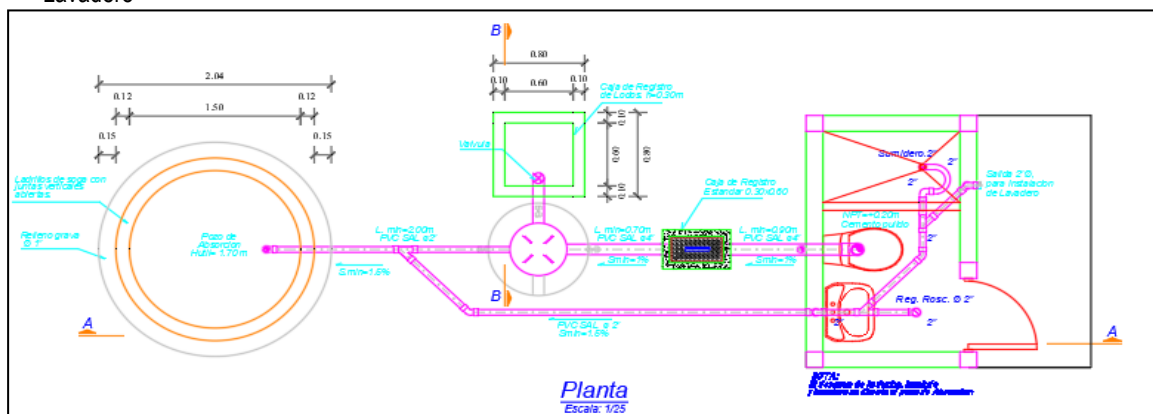 Lavadero
B
0.80
0.10
0.60
0.10
2.04
0.12
1.50
0.12
0.15
0.15
Caja de Registro
de Lodos. h=0.30m
0.10
0.60
0.10
0.80
Valvula
Ladrillos de soga con
juntas verticales
abiertas.
Relleno grava
Ø 1"
Pozo de
Absorcion
Hutil= 1.70 m
L. min=2.00m
PVC SAL ø2"
S.min=1.5%
L. min=0.70m
PVC SAL ø4"
Smin=1%
Caja de Registro
Estandar 0.30x0.60
L. min=0.90m
PVC SAL ø4"
Smin=1%
Sumidero.2"
2"
2"
2"
Salida 2"Ø,
para Instalacion
de Lavadero
NPT=+0.20m
Cemento pulido
2"
Reg. Rosc. Ø 2"
2"
2"
B
PVC SAL ø 2"
Smin=1.5%
A
A
Planta
Escala: 1/25
NOTA: